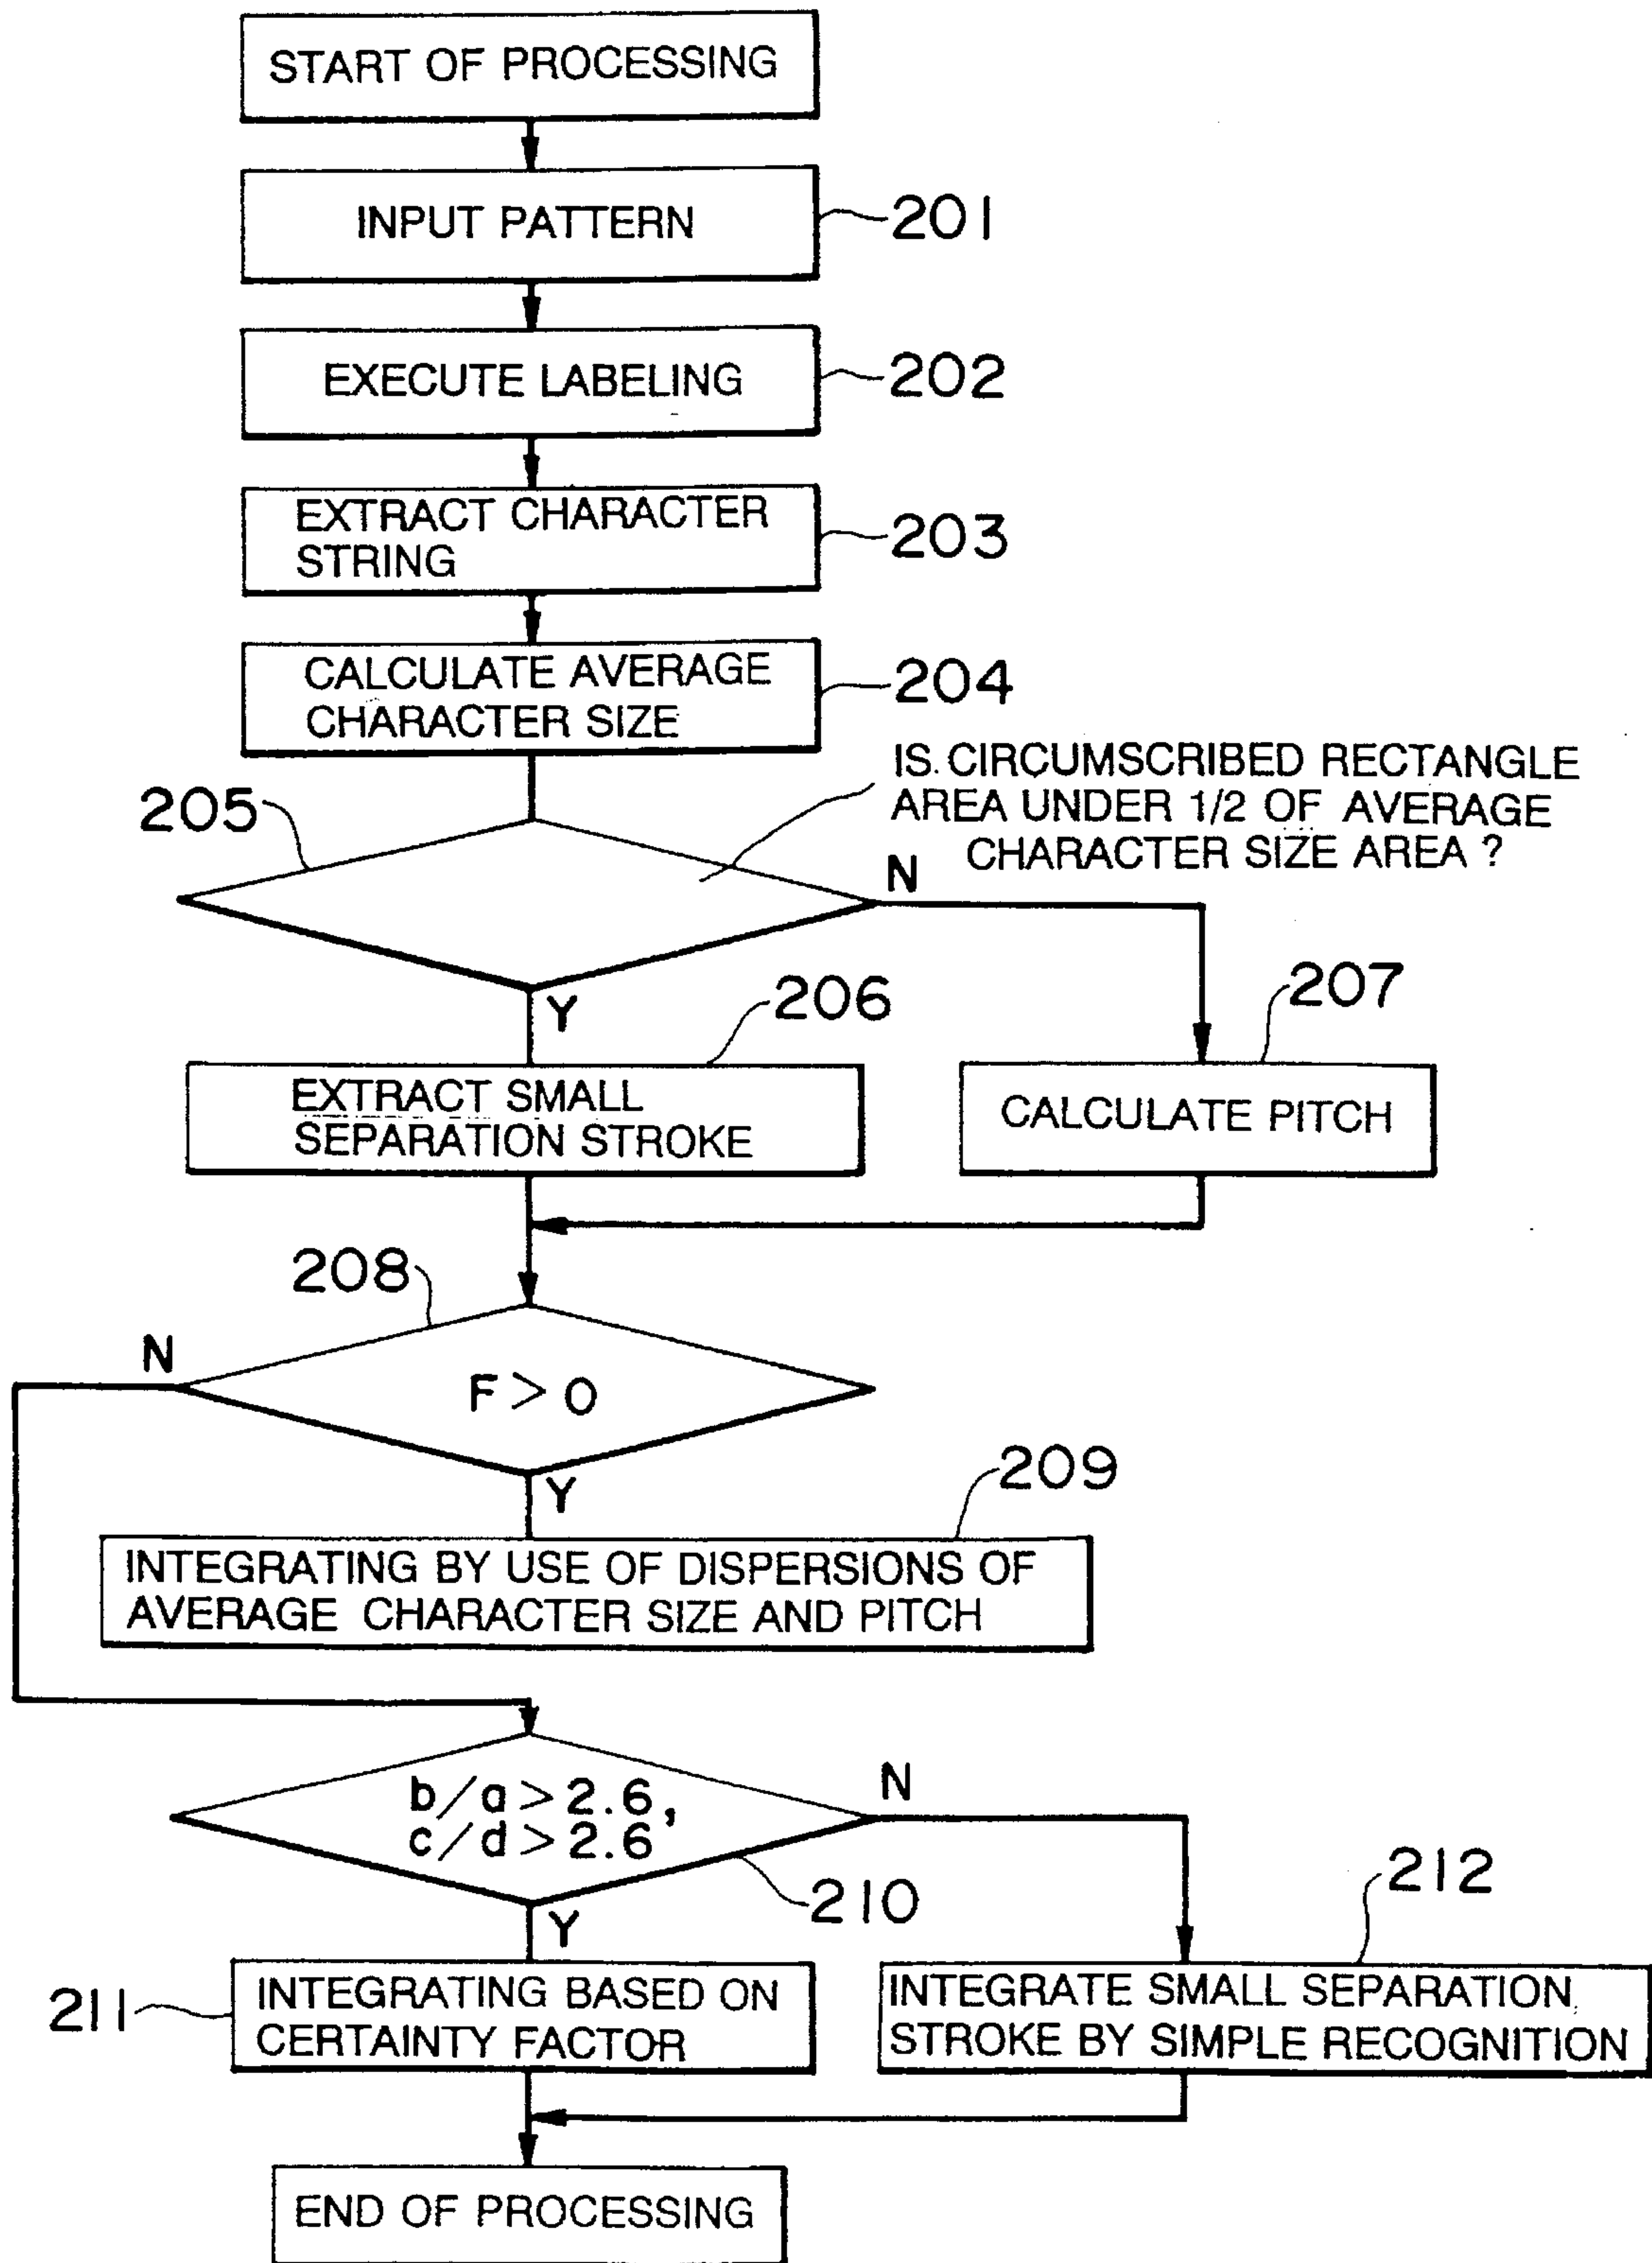 START OF PROCESSING
INPUT PATTERN
201
EXECUTE LABELING
202
EXTRACT CHARACTER
STRING
203
CALCULATE AVERAGE
CHARACTER SIZE
204
IS CIRCUMSCRIBED RECTANGLE
AREA UNDER 1/2 OF AVERAGE
CHARACTER SIZE AREA ?
205
N
Y
206
207
EXTRACT SMALL
SEPARATION STROKE
CALCULATE PITCH
208
N
F > 0
Y
209
INTEGRATING BY USE OF DISPERSIONS OF
AVERAGE CHARACTER SIZE AND PITCH
b/a > 2.6,
c/d > 2.6
N
210
Y
212
211
INTEGRATING BASED ON
CERTAINTY FACTOR
INTEGRATE SMALL SEPARATION
STROKE BY SIMPLE RECOGNITION
END OF PROCESSING